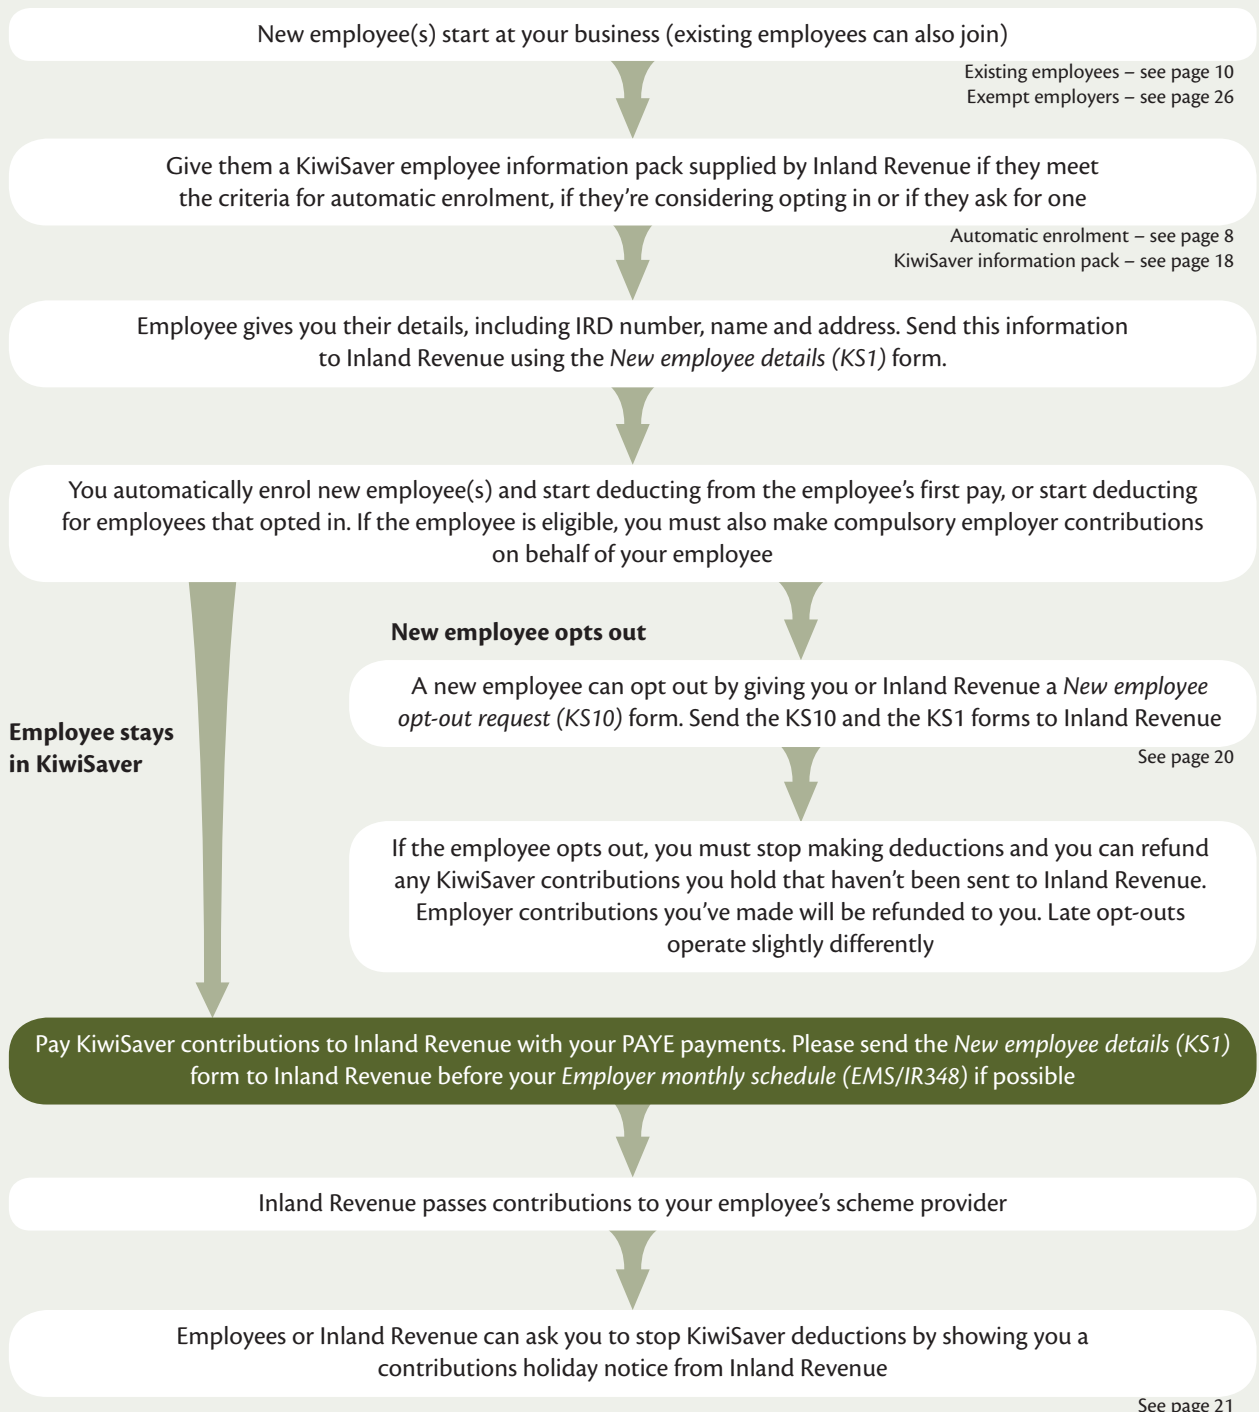 New employee(s) start at your business (existing employees can also join)
Existing employees – see page 10
Exempt employers – see page 26
Give them a KiwiSaver employee information pack supplied by Inland Revenue if they meet
the criteria for automatic enrolment, if they're considering opting in or if they ask for one
Automatic enrolment – see page 8
KiwiSaver information pack – see page 18
Employee gives you their details, including IRD number, name and address. Send this information
to Inland Revenue using the New employee details (KS1) form.
You automatically enrol new employee(s) and start deducting from the employee's first pay, or start deducting
for employees that opted in. If the employee is eligible, you must also make compulsory employer contributions
on behalf of your employee
New employee opts out
A new employee can opt out by giving you or Inland Revenue a New employee
opt-out request (KS10) form. Send the KS10 and the KS1 forms to Inland Revenue
See page 20
Employee stays
in KiwiSaver
If the employee opts out, you must stop making deductions and you can refund
any KiwiSaver contributions you hold that haven't been sent to Inland Revenue.
Employer contributions you've made will be refunded to you. Late opt-outs
operate slightly differently
Pay KiwiSaver contributions to Inland Revenue with your PAYE payments. Please send the New employee details (KS1)
form to Inland Revenue before your Employer monthly schedule (EMS/IR348) if possible
Inland Revenue passes contributions to your employee's scheme provider
Employees or Inland Revenue can ask you to stop KiwiSaver deductions by showing you a
contributions holiday notice from Inland Revenue
See page 21